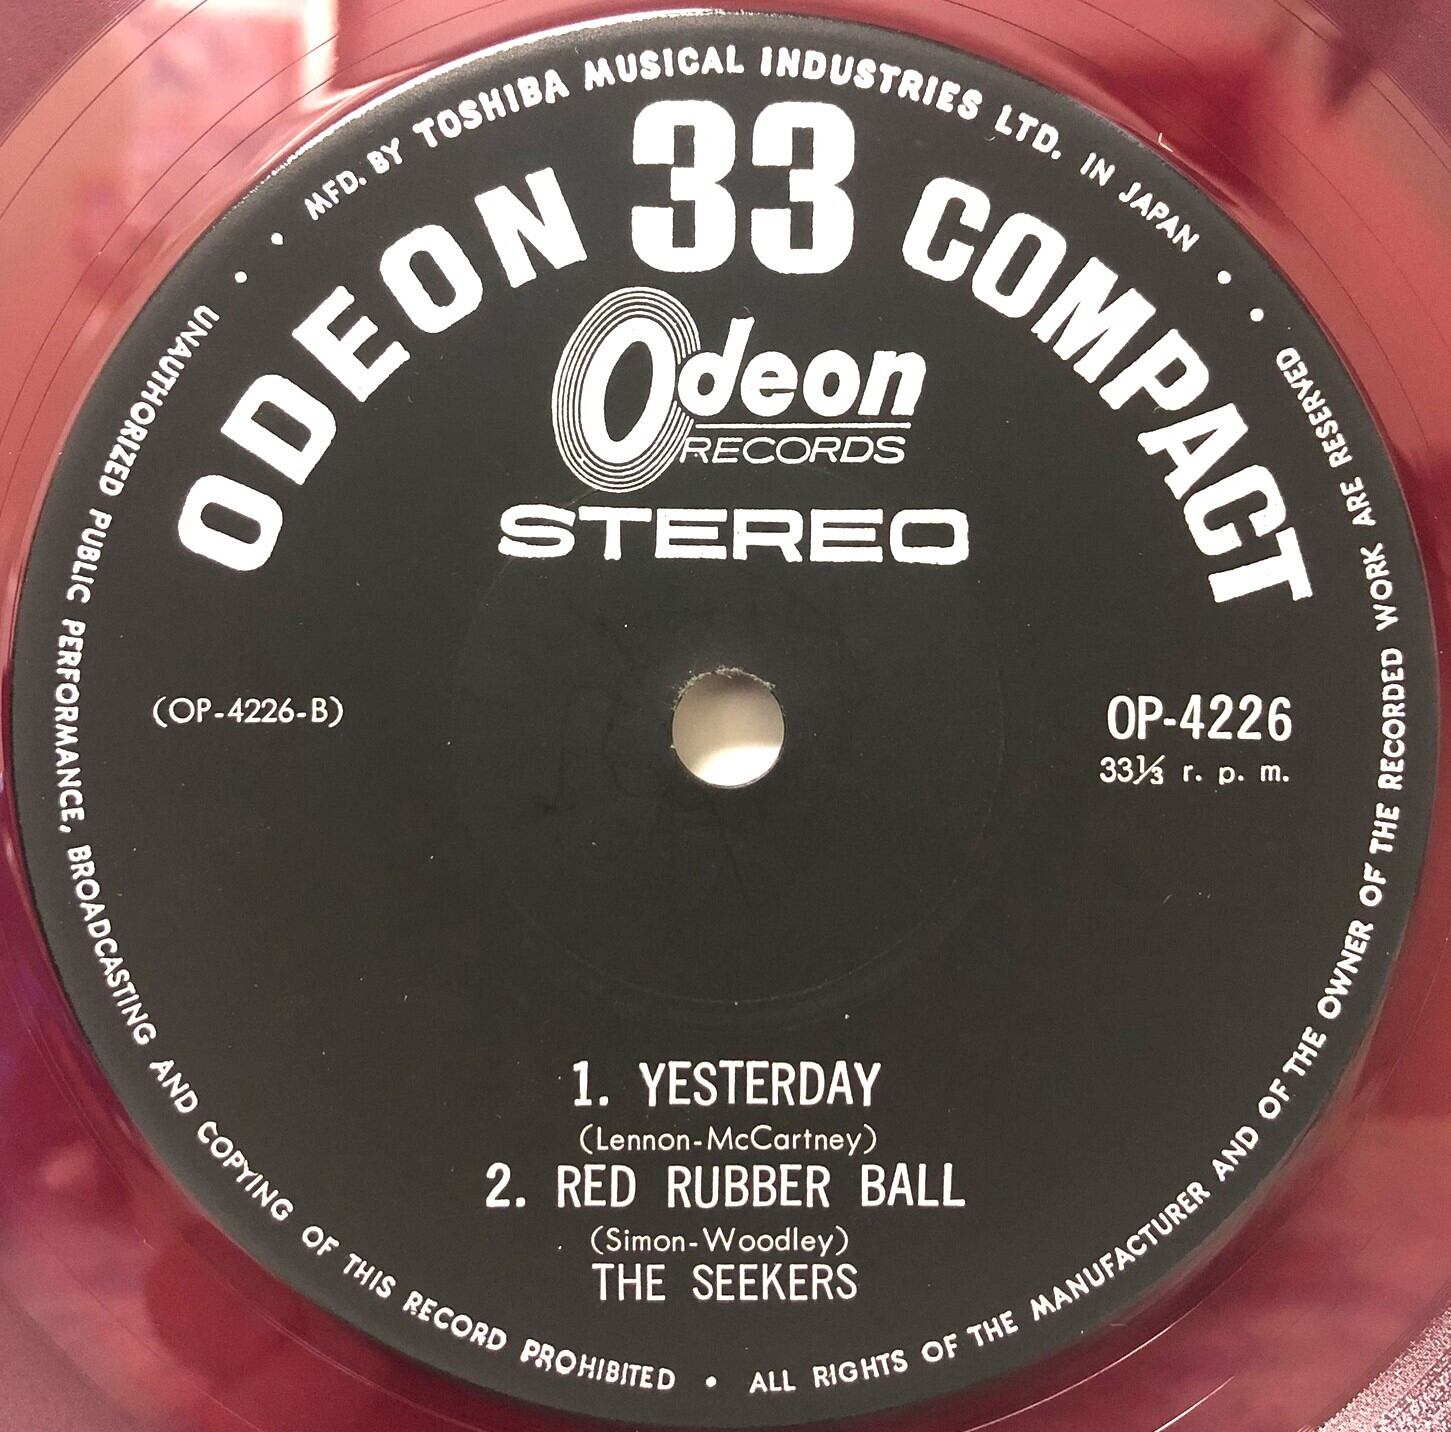 MFD. BY TOSHIBA MUSICAL INDUSTRIES LTD. IN JAPAN
ODEON 33 COMPACT
Odeon
RECORDS
STEREO
(OP-4226-B)
OP-4226
33⅓ r. p. m.
1. YESTERDAY
(Lennon-McCartney)
2. RED RUBBER BALL
(Simon-Woodley)
THE SEEKERS
UNAUTHORIZED PUBLIC PERFORMANCE, BROADCASTING AND COPYING OF THIS RECORD PROHIBITED • ALL RIGHTS OF THE MANUFACTURER AND OF THE OWNER OF THE RECORDED WORK ARE RESERVED